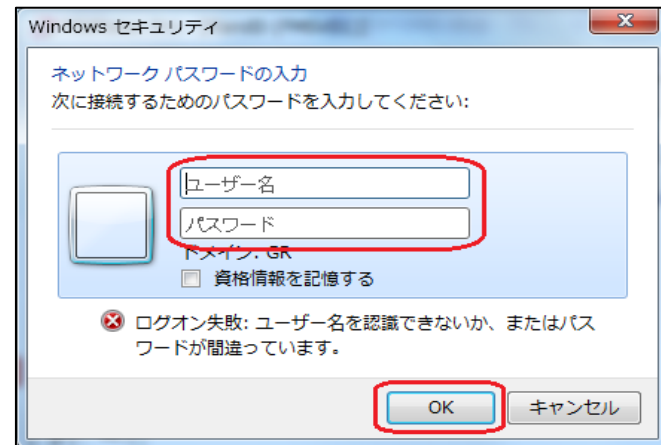 Windows セキュリティ
ネットワーク パスワードの入力
次に接続するためのパスワードを入力してください:
ユーザー名
パスワード
ドメイン: GR
資格情報を記憶する
ログオン失敗: ユーザー名を認識できないか、またはパス
ワードが間違っています。
OK
キャンセル